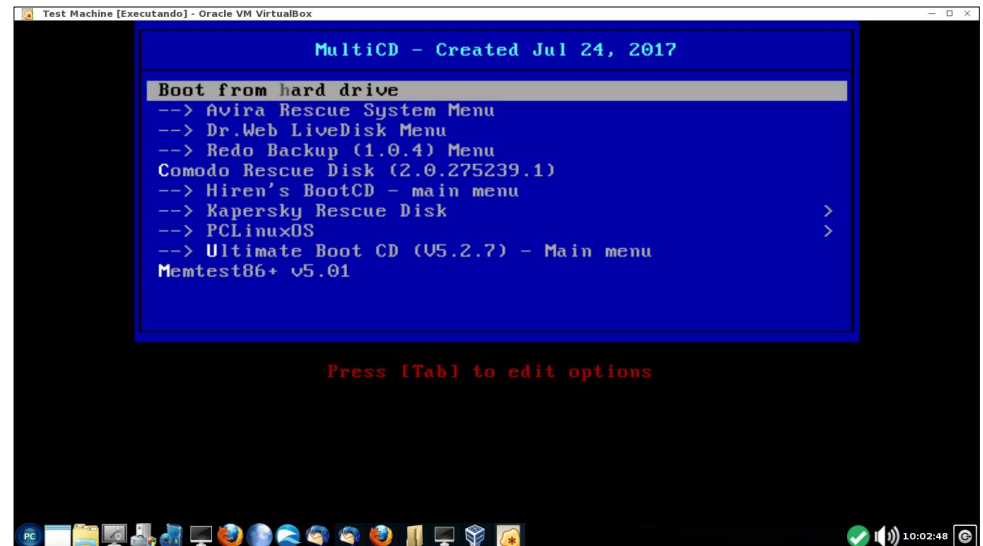 Test Machine [Executando] - Oracle VM VirtualBox
MultiCD - Created Jul 24, 2017
Boot from hard drive
--> Avira Rescue System Menu
--> Dr.Web LiveDisk Menu
--> Redo Backup (1.0.4) Menu
Comodo Rescue Disk (2.0.275239.1)
--> Hiren's BootCD - main menu
--> Kapersky Rescue Disk >
--> PCLinuxOS >
--> Ultimate Boot CD (V5.2.7) - Main menu
Memtest86+ v5.01
Press [Tab] to edit options
PC 10:02:48